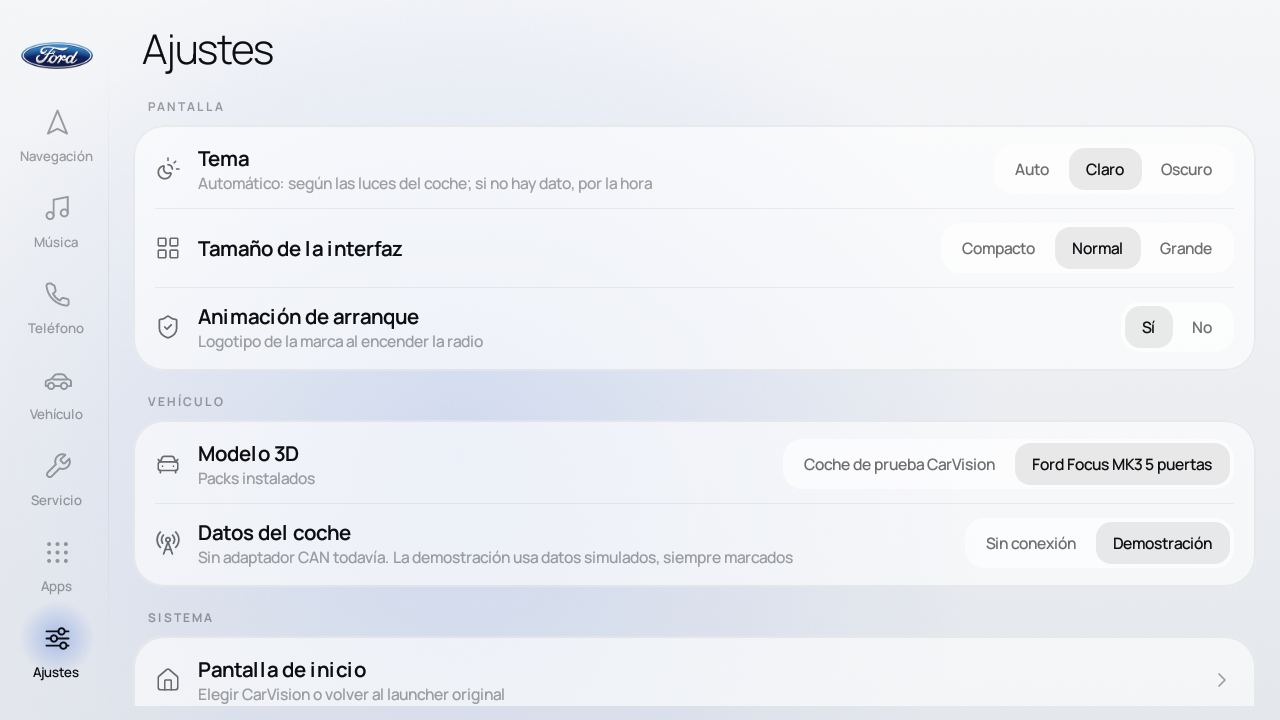 Ford
Ajustes
PANTALLA
Navegación
Tema
Automático: según las luces del coche; si no hay dato, por la hora
Auto
Claro
Oscuro
Música
Tamaño de la interfaz
Compacto
Normal
Grande
Teléfono
Animación de arranque
Logotipo de la marca al encender la radio
Sí
No
VEHÍCULO
Vehículo
Modelo 3D
Packs instalados
Coche de prueba CarVision
Ford Focus MK3 5 puertas
Servicio
Datos del coche
Sin adaptador CAN todavía. La demostración usa datos simulados, siempre marcados
Sin conexión
Demostración
Apps
SISTEMA
Pantalla de inicio
Elegir CarVision o volver al launcher original
Ajustes